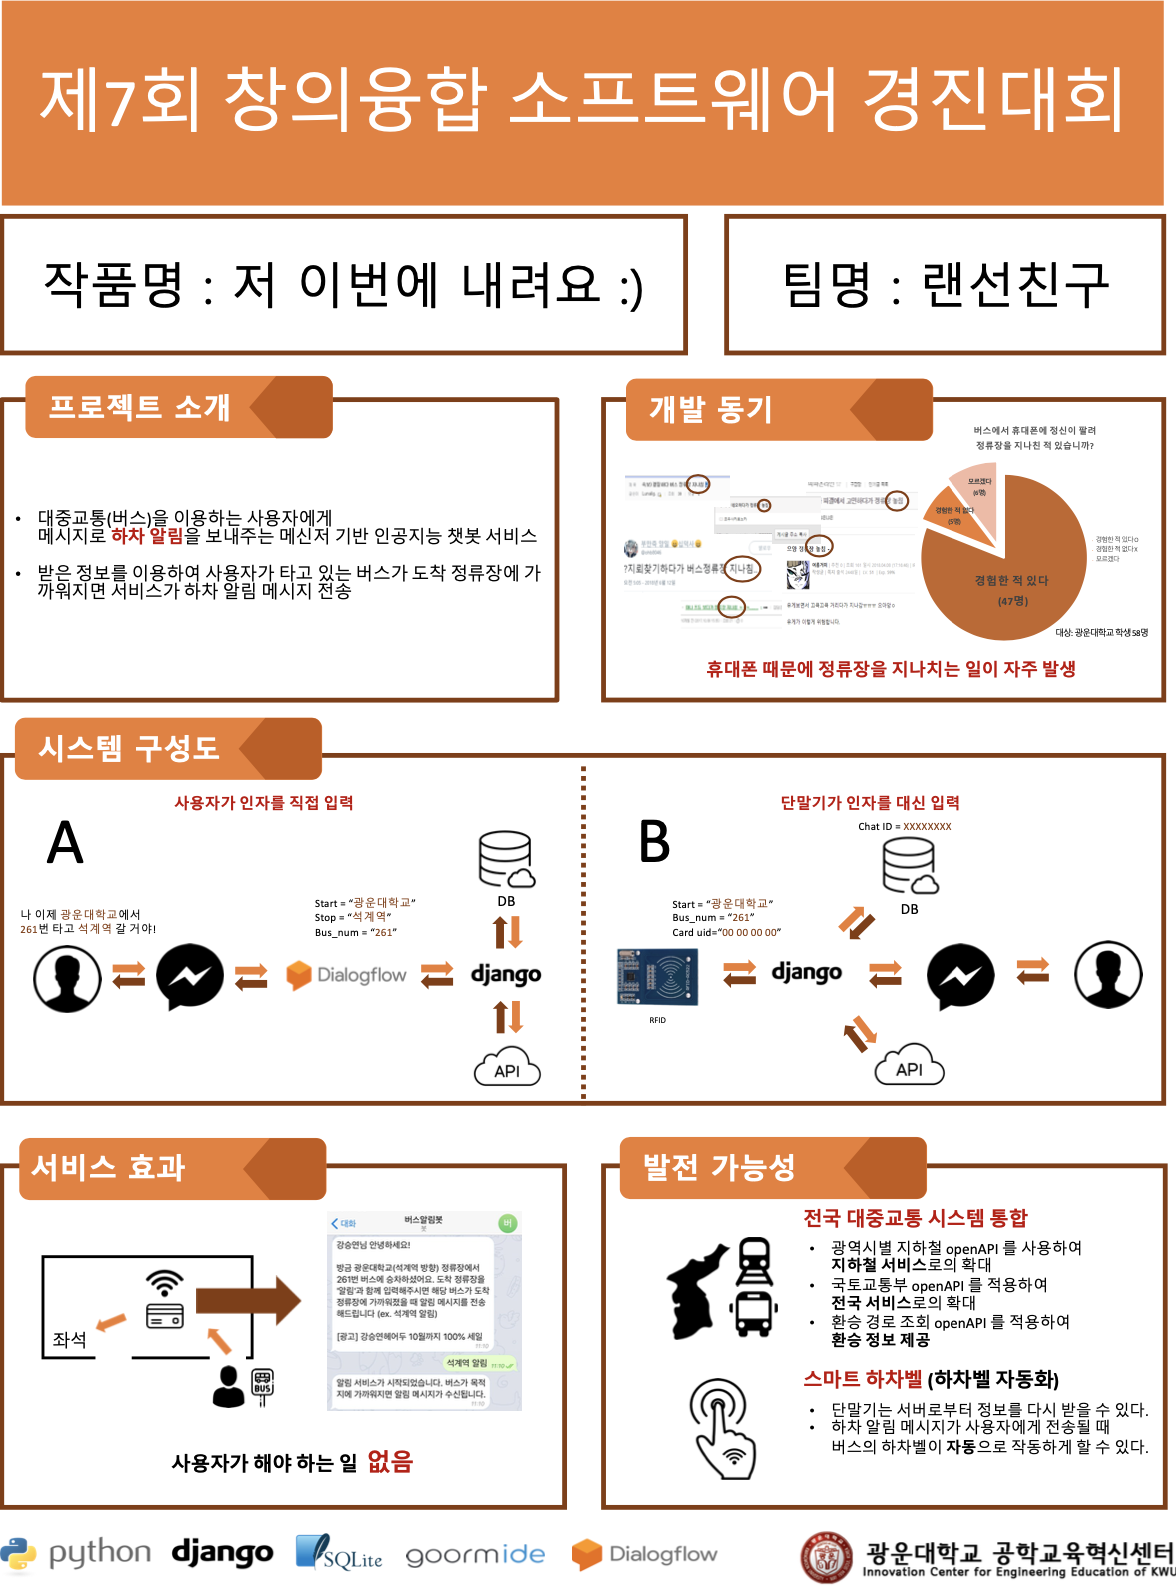 제7회 창의융합 소프트웨어 경진대회
작품명 : 저 이번에 내려요 :)
팀명 : 랜선친구
프로젝트 소개
• 대중교통(버스)을 이용하는 사용자에게
메시지로 하차 알림을 보내주는 메신저 기반 인공지능 챗봇 서비스
• 받은 정보를 이용하여 사용자가 타고 있는 버스가 도착 정류장에 가
까워지면 서비스가 하차 알림 메시지 전송
개발 동기
버스에서 휴대폰에 정신이 팔려
정류장을 지나친 적 있습니까?
모르겠다
(6명)
경험한 적 없다
(5명)
경험한 적 있다
(47명)
경험한 적 있다O
경험한 적 없다X
모르겠다
대상: 광운대학교 학생 58명
?지회찾기하다가 버스정류장 지나침..
휴대폰 때문에 정류장을 지나치는 일이 자주 발생
시스템 구성도
사용자가 인자를 직접 입력
A
나 이제 광운대학교에서
261번 타고 석계역 갈 거야!
Start = “광운대학교”
Stop = “석계역”
Bus_num = “261”
DB
Dialogflow
django
API
단말기가 인자를 대신 입력
B
Chat ID = XXXXXXXX
Start = “광운대학교”
Bus_num = “261”
Card uid=“00 00 00 00”
DB
RFID
django
API
서비스 효과
좌석
BUS
대화
버스알림봇
봇
버
강승연님 안녕하세요!
방금 광운대학교(석계역 방향) 정류장에서
261번 버스에 승차하셨어요. 도착 정류장을
'알림'과 함께 입력해주시면 해당 버스가 도착
정류장에 가까워졌을 때 알림 메시지를 전송
해드립니다 (ex. 석계역 알림)
[광고] 강승연헤어두 10월까지 100% 세일
11:10
석계역 알림 11:10
알림 서비스가 시작되었습니다. 버스가 목적
지에 가까워지면 알림 메시지가 수신됩니다.
11:10
사용자가 해야 하는 일 없음
발전 가능성
전국 대중교통 시스템 통합
• 광역시별 지하철 openAPI 를 사용하여
지하철 서비스로의 확대
• 국토교통부 openAPI 를 적용하여
전국 서비스로의 확대
• 환승 경로 조회 openAPI 를 적용하여
환승 정보 제공
스마트 하차벨 (하차벨 자동화)
• 단말기는 서버로부터 정보를 다시 받을 수 있다.
• 하차 알림 메시지가 사용자에게 전송될 때
버스의 하차벨이 자동으로 작동하게 할 수 있다.
python
django
SQLite
goormide
Dialogflow
광운대학교 공학교육혁신센터
Innovation Center for Engineering Education of KWU